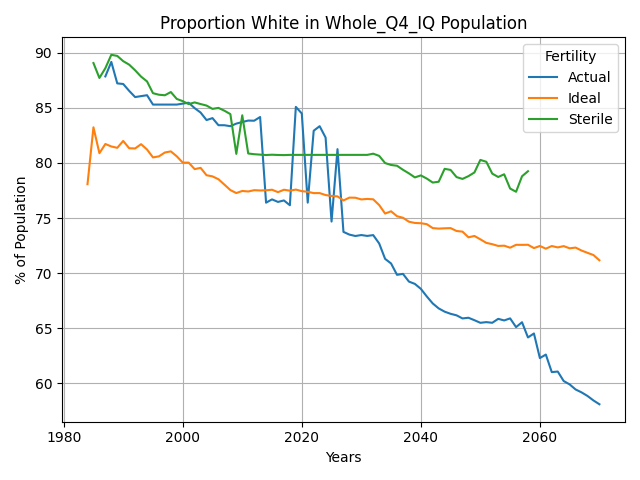 Proportion White in Whole_Q4_IQ Population
% of Population
90
85
80
75
70
65
60
1980
2000
2020
2040
2060
Years
Fertility
Actual
Ideal
Sterile